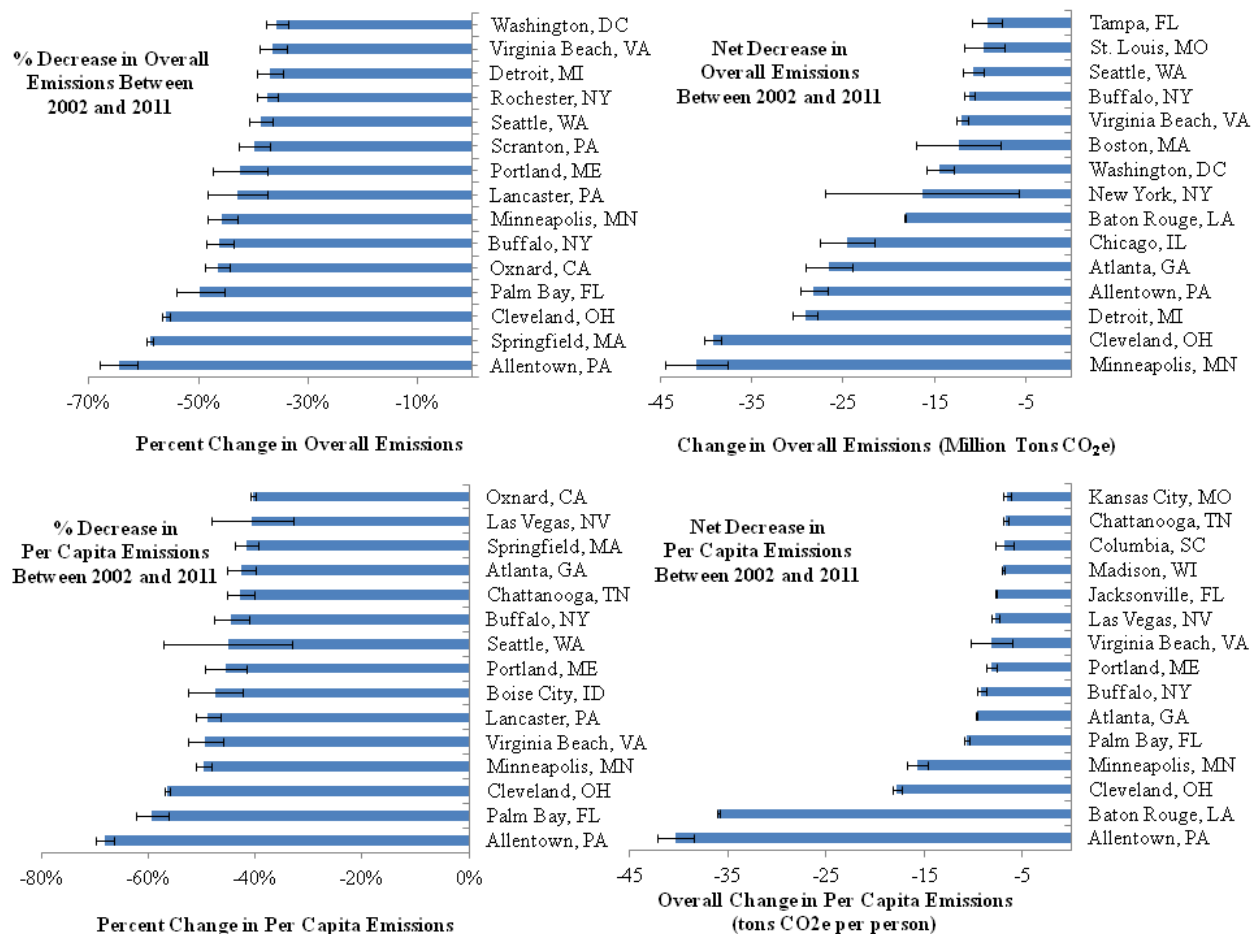 % Decrease in Overall
Emissions Between
2002 and 2011
Washington, DC
Virginia Beach, VA
Detroit, MI
Rochester, NY
Seattle, WA
Scranton, PA
Portland, ME
Lancaster, PA
Minneapolis, MN
Buffalo, NY
Oxnard, CA
Palm Bay, FL
Cleveland, OH
Springfield, MA
Allentown, PA
-70% -50% -30% -10%
Percent Change in Overall Emissions
Net Decrease in
Overall Emissions
Between 2002 and 2011
Tampa, FL
St. Louis, MO
Seattle, WA
Buffalo, NY
Virginia Beach, VA
Boston, MA
Washington, DC
New York, NY
Baton Rouge, LA
Chicago, IL
Atlanta, GA
Allentown, PA
Detroit, MI
Cleveland, OH
Minneapolis, MN
-45 -35 -25 -15 -5
Change in Overall Emissions (Million Tons CO₂e)
% Decrease in
Per Capita Emissions
Between 2002 and 2011
Oxnard, CA
Las Vegas, NV
Springfield, MA
Atlanta, GA
Chattanooga, TN
Buffalo, NY
Seattle, WA
Portland, ME
Boise City, ID
Lancaster, PA
Virginia Beach, VA
Minneapolis, MN
Cleveland, OH
Palm Bay, FL
Allentown, PA
-80% -60% -40% -20% 0%
Percent Change in Per Capita Emissions
Net Decrease in
Per Capita Emissions
Between 2002 and 2011
Kansas City, MO
Chattanooga, TN
Columbia, SC
Madison, WI
Jacksonville, FL
Las Vegas, NV
Virginia Beach, VA
Portland, ME
Buffalo, NY
Atlanta, GA
Palm Bay, FL
Minneapolis, MN
Cleveland, OH
Baton Rouge, LA
Allentown, PA
-45 -35 -25 -15 -5
Overall Change in Per Capita Emissions
(tons CO2e per person)